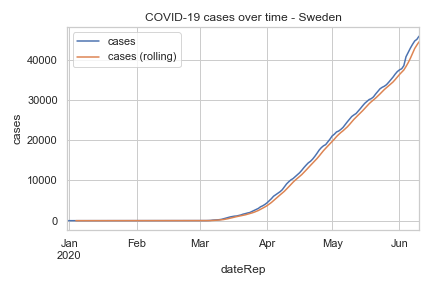 COVID-19 cases over time - Sweden
cases
cases (rolling)
40000
30000
20000
10000
0
cases
Jan Feb Mar Apr May Jun
2020
dateRep